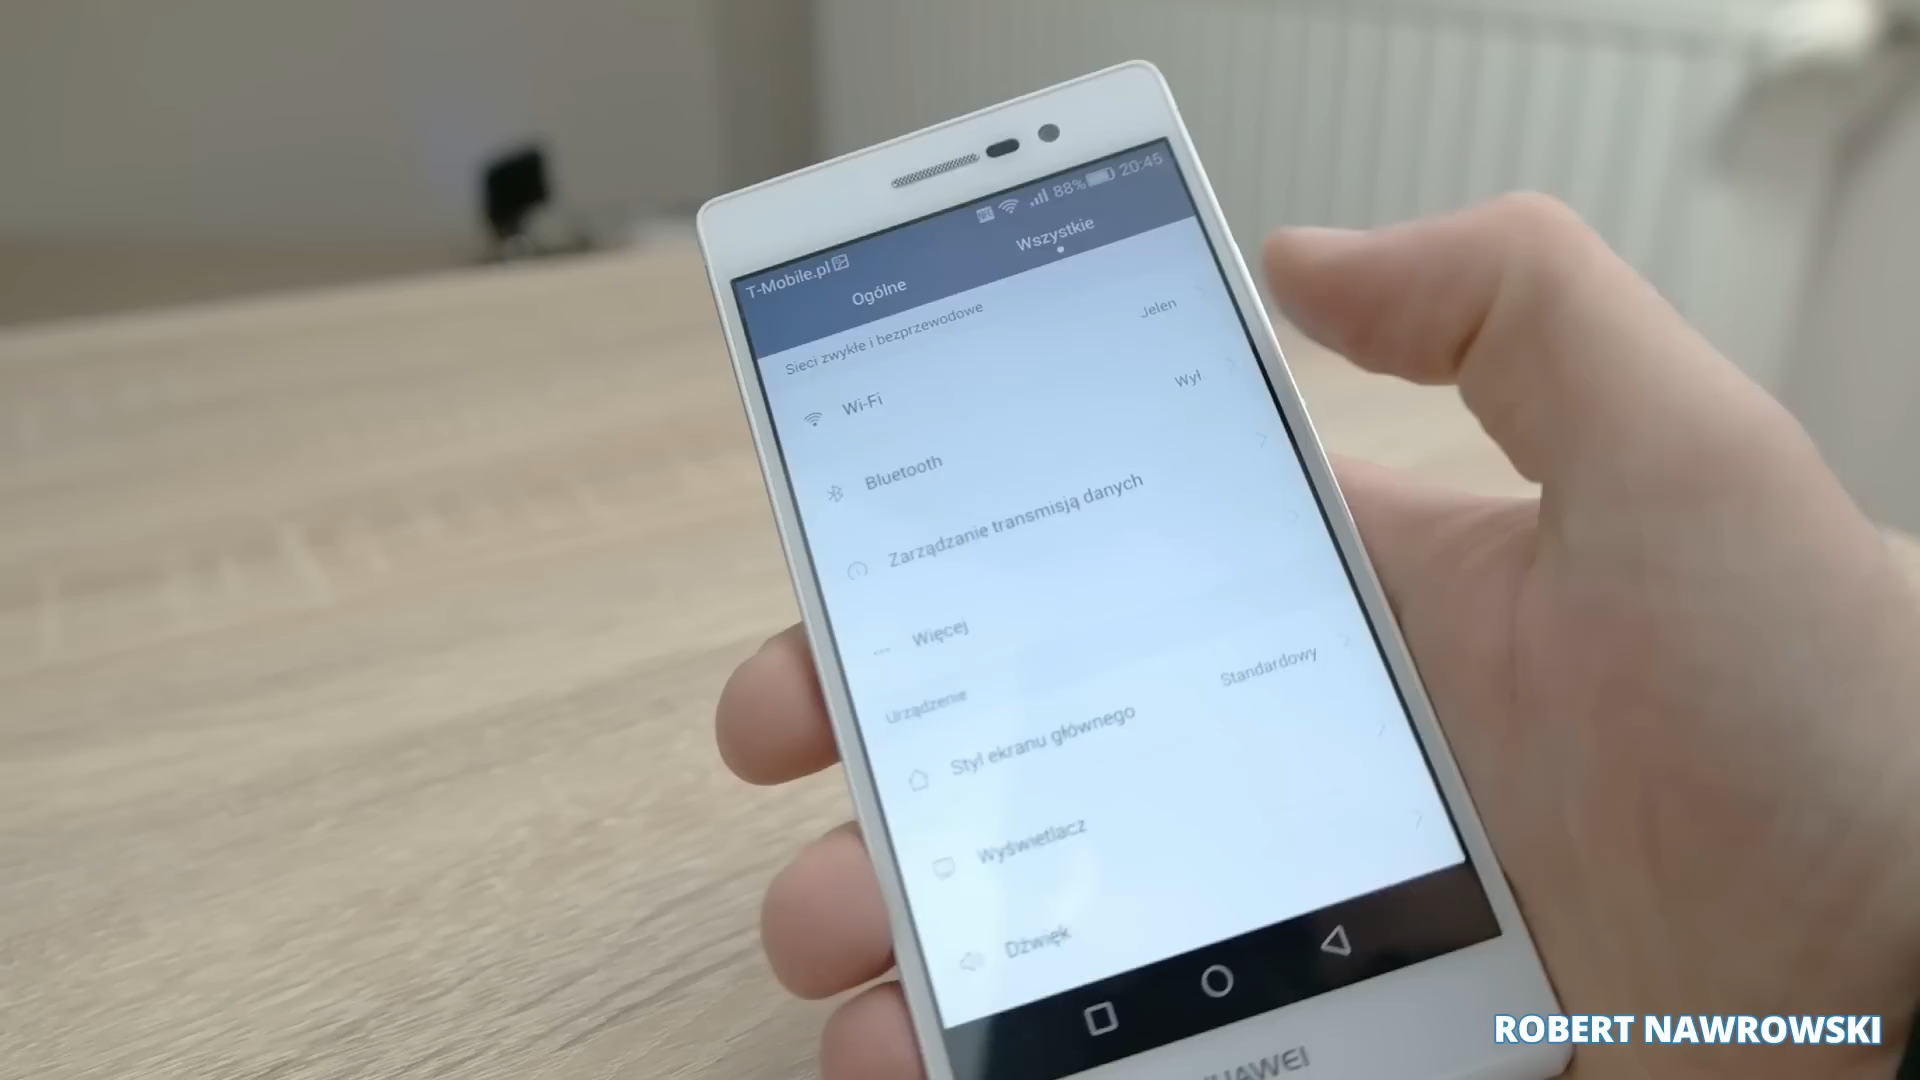 T-Mobile.pl
88% 20:45
Ogólne
Wszystkie
Sieci zwykłe i bezprzewodowe
Wi-Fi
Jelen
Bluetooth
Wył.
Zarządzanie transmisją danych
Więcej
Urządzenie
Styl ekranu głównego
Standardowy
Wyświetlacz
Dźwięk
HUAWEI
ROBERT NAWROWSKI